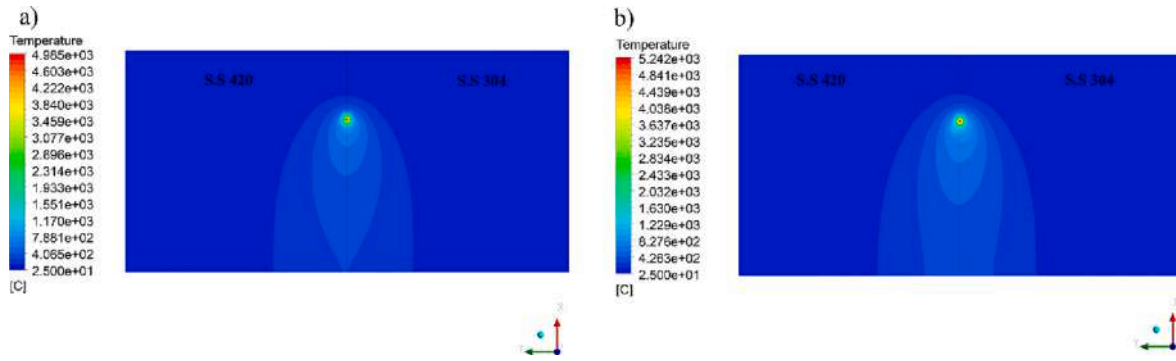 a)
Temperature
4.985e+03
4.603e+03
4.222e+03
3.840e+03
3.459e+03
3.077e+03
2.696e+03
2.314e+03
1.933e+03
1.551e+03
1.170e+03
7.881e+02
4.065e+02
2.500e+01
[C]
S.S 420
S.S 304
b)
Temperature
5.242e+03
4.841e+03
4.439e+03
4.038e+03
3.637e+03
3.235e+03
2.834e+03
2.433e+03
2.032e+03
1.630e+03
1.229e+03
8.276e+02
4.263e+02
2.500e+01
[C]
S.S 420
S.S 304